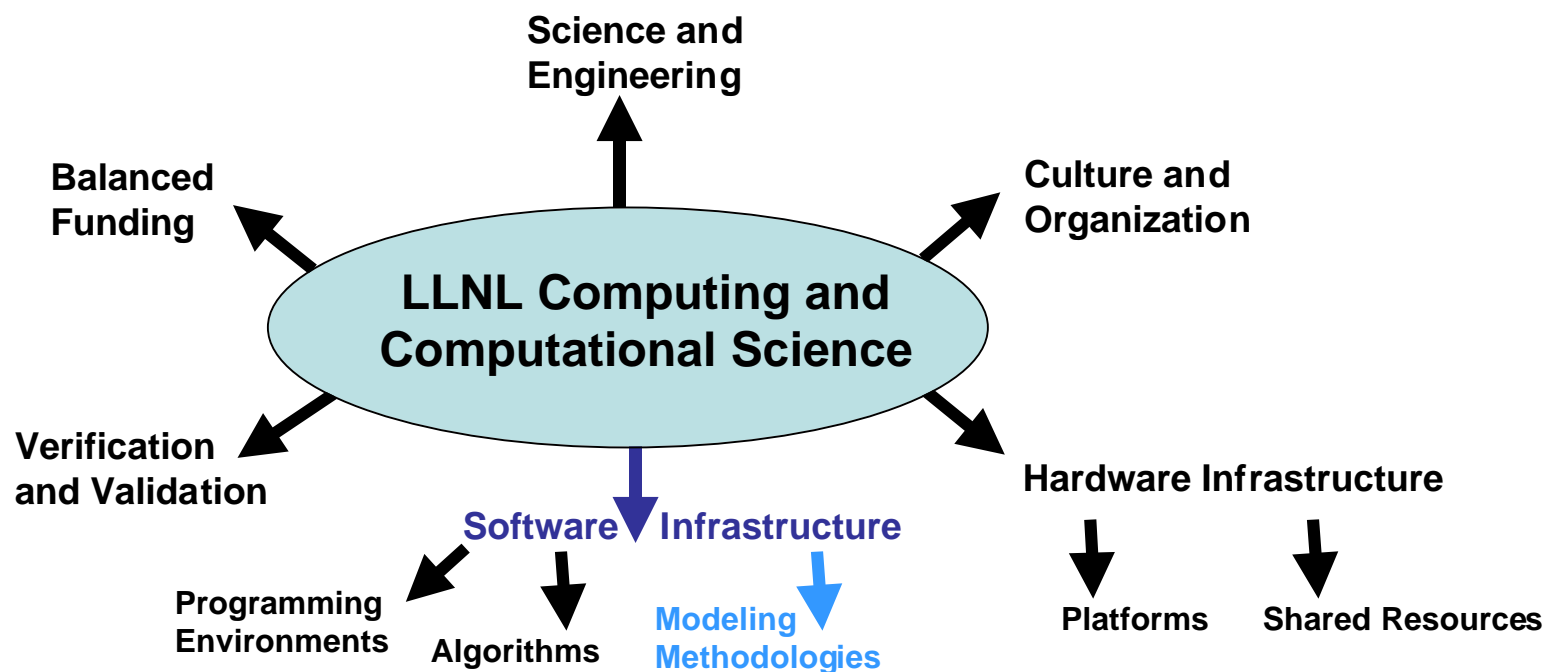 Science and
Engineering
Balanced
Funding
Culture and
Organization
LLNL Computing and
Computational Science
Verification
and Validation
Hardware Infrastructure
Software Infrastructure
Programming
Environments
Algorithms
Modeling
Methodologies
Platforms
Shared Resources